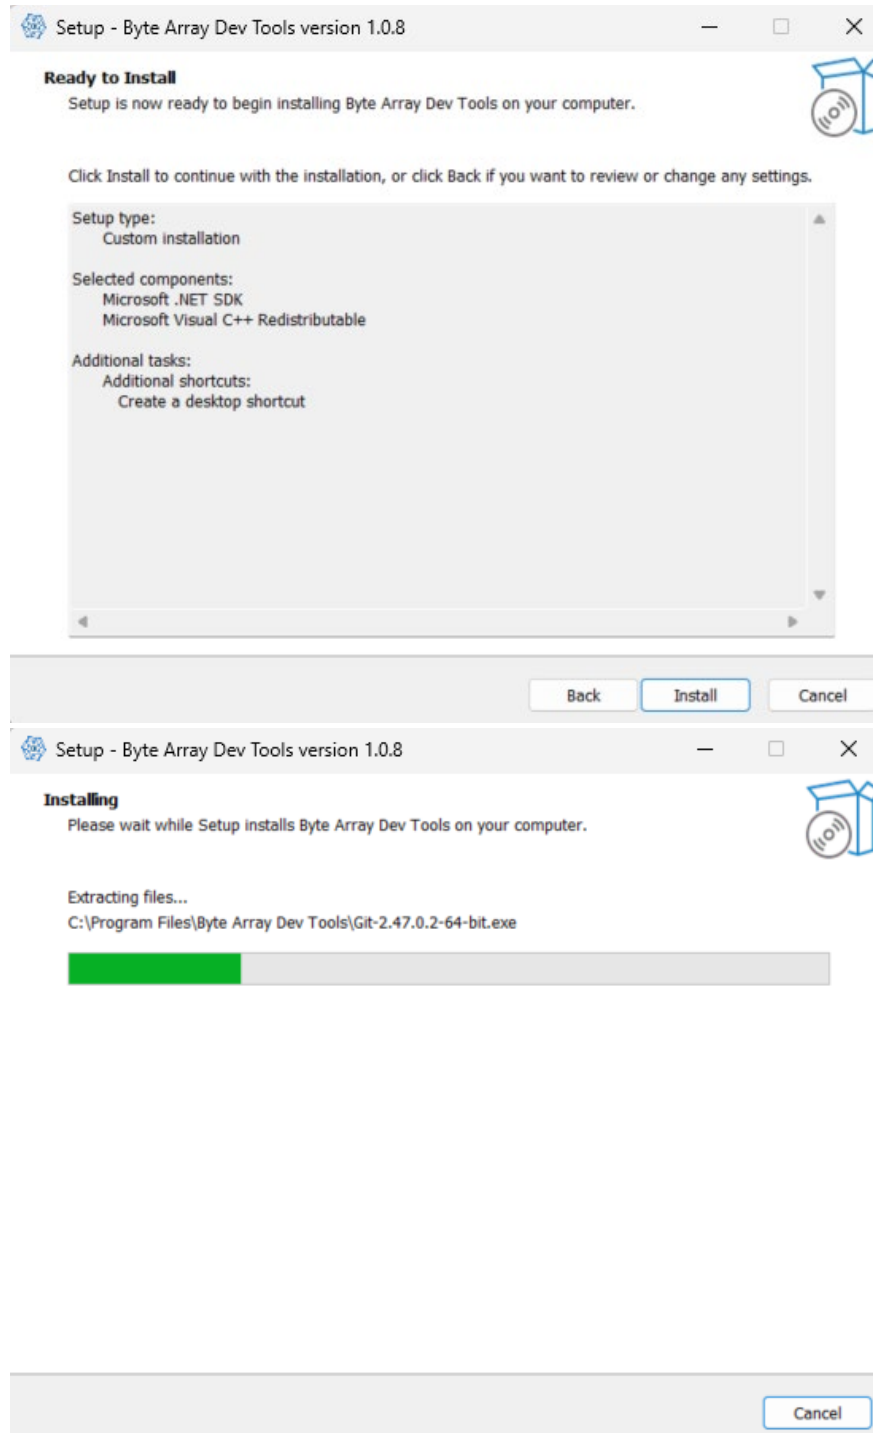 Setup - Byte Array Dev Tools version 1.0.8
Ready to Install
Setup is now ready to begin installing Byte Array Dev Tools on your computer.
Click Install to continue with the installation, or click Back if you want to review or change any settings.
Setup type:
Custom installation
Selected components:
Microsoft .NET SDK
Microsoft Visual C++ Redistributable
Additional tasks:
Additional shortcuts:
Create a desktop shortcut
Back Install Cancel
Setup - Byte Array Dev Tools version 1.0.8
Installing
Please wait while Setup installs Byte Array Dev Tools on your computer.
Extracting files...
C:\Program Files\Byte Array Dev Tools\Git-2.47.0.2-64-bit.exe
Cancel